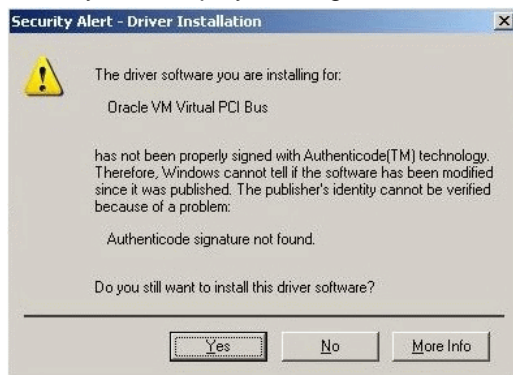 Security Alert - Driver Installation
The driver software you are installing for:
Oracle VM Virtual PCI Bus
has not been properly signed with Authenticode(TM) technology.
Therefore, Windows cannot tell if the software has been modified
since it was published. The publisher's identity cannot be verified
because of a problem:
Authenticode signature not found.
Do you still want to install this driver software?
Yes No More Info